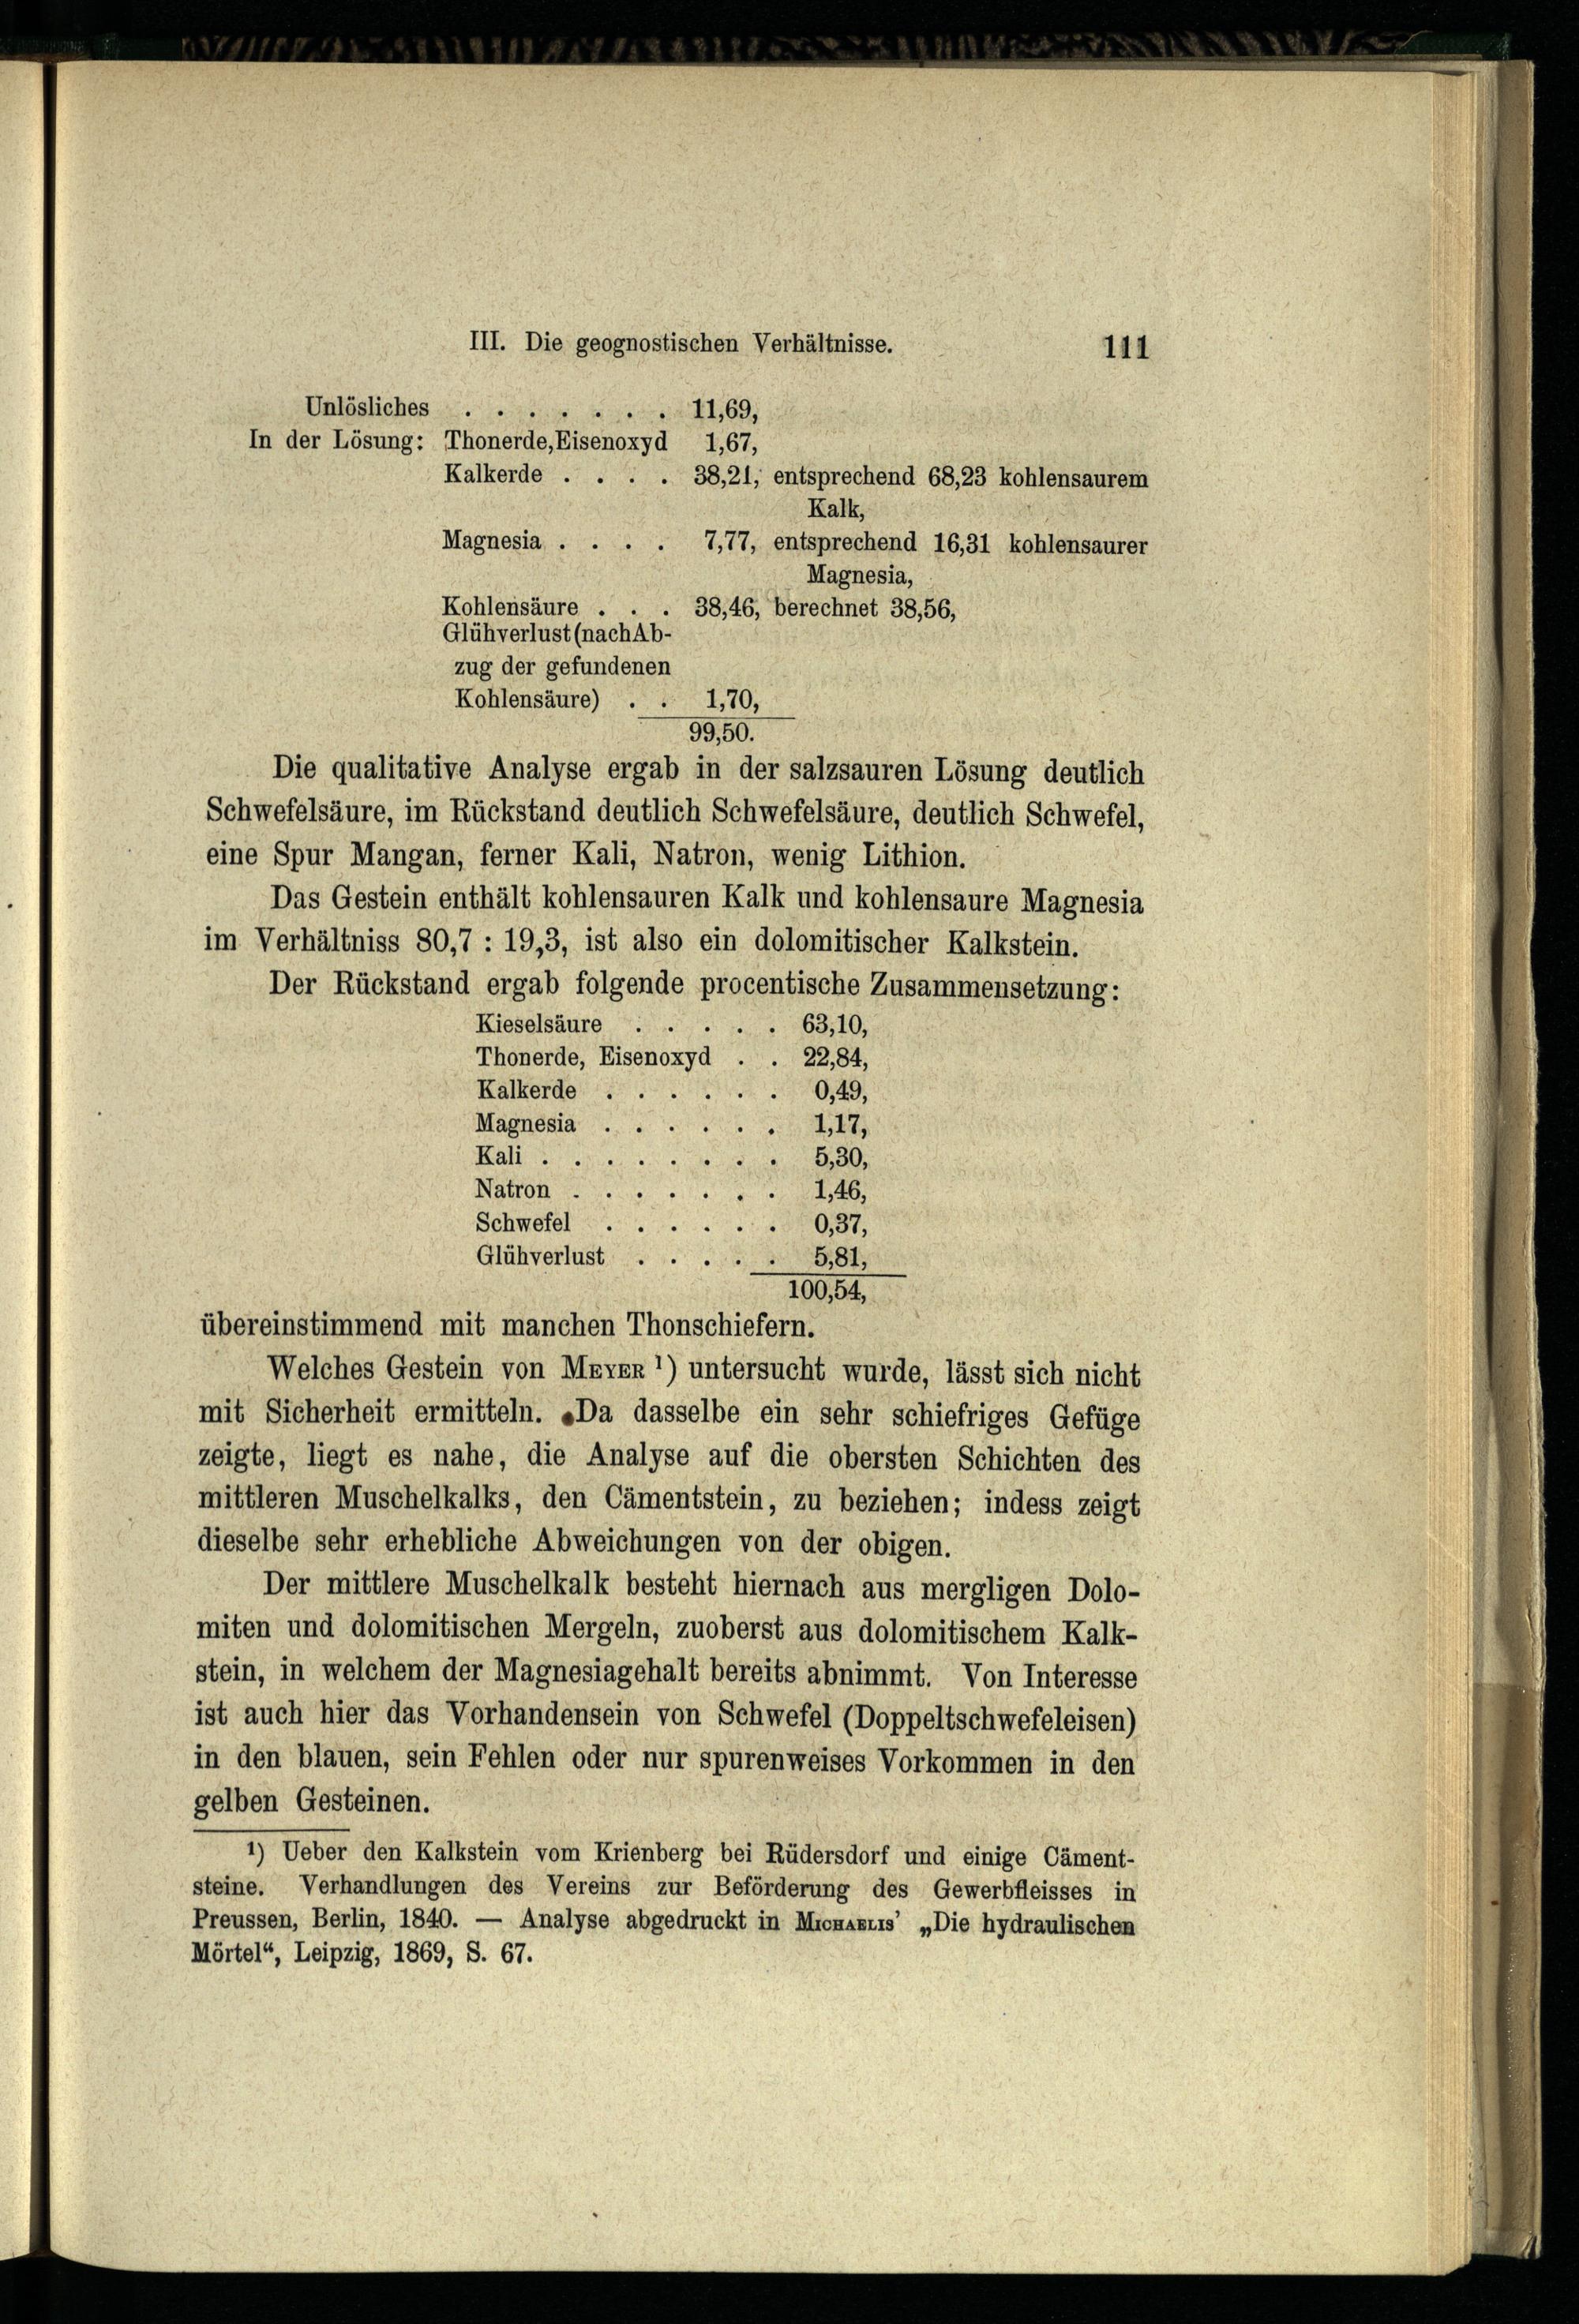 III. Die geognostischen Verhältnisse. 111
Unlösliches . . . . . . . 11,69,
In der Lösung: Thonerde, Eisenoxyd 1,67,
Kalkerde . . . . 38,21, entsprechend 68,23 kohlensaurem
Kalk,
Magnesia . . . . 7,77, entsprechend 16,31 kohlensaurer
Magnesia,
Kohlensäure . . . 38,46, berechnet 38,56,
Glühverlust (nach Ab-
zug der gefundenen
Kohlensäure) . . 1,70,
99,50.
Die qualitative Analyse ergab in der salzsauren Lösung deutlich
Schwefelsäure, im Rückstand deutlich Schwefelsäure, deutlich Schwefel,
eine Spur Mangan, ferner Kali, Natron, wenig Lithion.
Das Gestein enthält kohlensauren Kalk und kohlensaure Magnesia
im Verhältniss 80,7 : 19,3, ist also ein dolomitischer Kalkstein.
Der Rückstand ergab folgende procentische Zusammensetzung:
Kieselsäure . . . . . 63,10,
Thonerde, Eisenoxyd . . 22,84,
Kalkerde . . . . . . 0,49,
Magnesia . . . . . . 1,17,
Kali . . . . . . . . 5,30,
Natron . . . . . . . 1,46,
Schwefel . . . . . . 0,37,
Glühverlust . . . . . 5,81,
100,54,
übereinstimmend mit manchen Thonschiefern.
Welches Gestein von MEYER ¹) untersucht wurde, lässt sich nicht
mit Sicherheit ermitteln. Da dasselbe ein sehr schiefriges Gefüge
zeigte, liegt es nahe, die Analyse auf die obersten Schichten des
mittleren Muschelkalks, den Cämentstein, zu beziehen; indess zeigt
dieselbe sehr erhebliche Abweichungen von der obigen.
Der mittlere Muschelkalk besteht hiernach aus mergligen Dolo-
miten und dolomitischen Mergeln, zuoberst aus dolomitischem Kalk-
stein, in welchem der Magnesiagehalt bereits abnimmt. Von Interesse
ist auch hier das Vorhandensein von Schwefel (Doppeltschwefeleisen)
in den blauen, sein Fehlen oder nur spurenweises Vorkommen in den
gelben Gesteinen.
¹) Ueber den Kalkstein vom Krienberg bei Rüdersdorf und einige Cäment-
steine. Verhandlungen des Vereins zur Beförderung des Gewerbfleisses in
Preussen, Berlin, 1840. — Analyse abgedruckt in MICHAELIS' „Die hydraulischen
Mörtel“, Leipzig, 1869, S. 67.